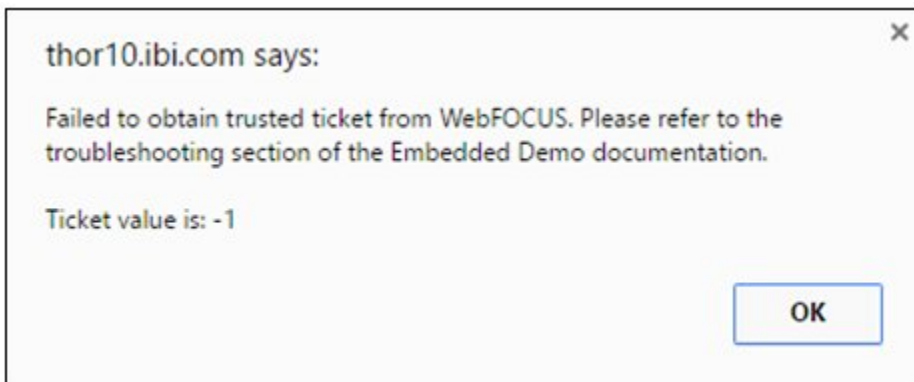 thor10.ibi.com says:
Failed to obtain trusted ticket from WebFOCUS. Please refer to the
troubleshooting section of the Embedded Demo documentation.
Ticket value is: -1
OK